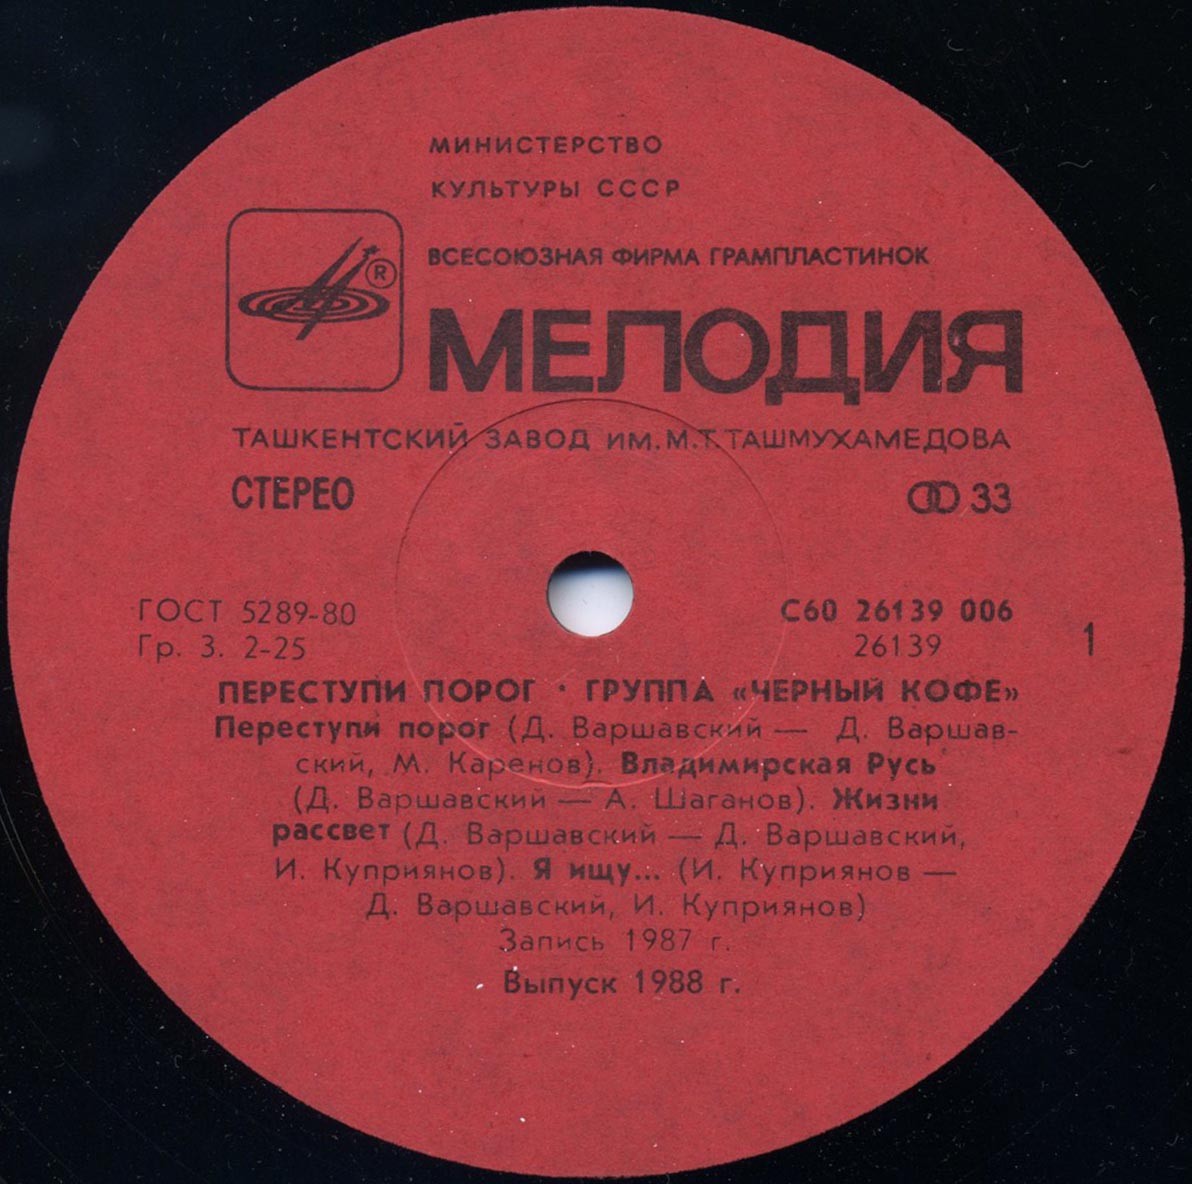 МИНИСТЕРСТВО
КУЛЬТУРЫ СССР
ВСЕСОЮЗНАЯ ФИРМА ГРАМПЛАСТИНОК
®
МЕЛОДИЯ
ТАШКЕНТСКИЙ ЗАВОД ИМ. М.Т. ТАШМУХАМЕДОВА
СТЕРЕО
33
ГОСТ 5289-80
Гр. 3. 2-25
С60 26139 006
26139
1
ПЕРЕСТУПИ ПОРОГ · ГРУППА «ЧЕРНЫЙ КОФЕ»
Переступи порог (Д. Варшавский — Д. Варшав-
ский, М. Каренов). Владимирская Русь
(Д. Варшавский — А. Шаганов). Жизни
рассвет (Д. Варшавский — Д. Варшавский,
И. Куприянов). Я ищу... (И. Куприянов —
Д. Варшавский, И. Куприянов)
Запись 1987 г.
Выпуск 1988 г.